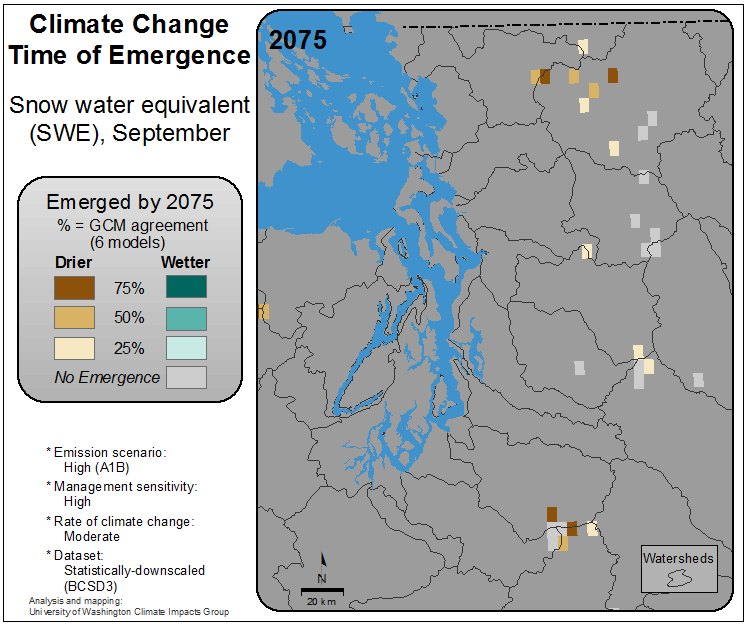 Climate Change
Time of Emergence
Snow water equivalent
(SWE), September
Emerged by 2075
% = GCM agreement
(6 models)
Drier Wetter
75%
50%
25%
No Emergence
* Emission scenario:
High (A1B)
* Management sensitivity:
High
* Rate of climate change:
Moderate
* Dataset:
Statistically-downscaled
(BCSD3)
Analysis and mapping:
University of Washington Climate Impacts Group
2075
N
20 km
Watersheds